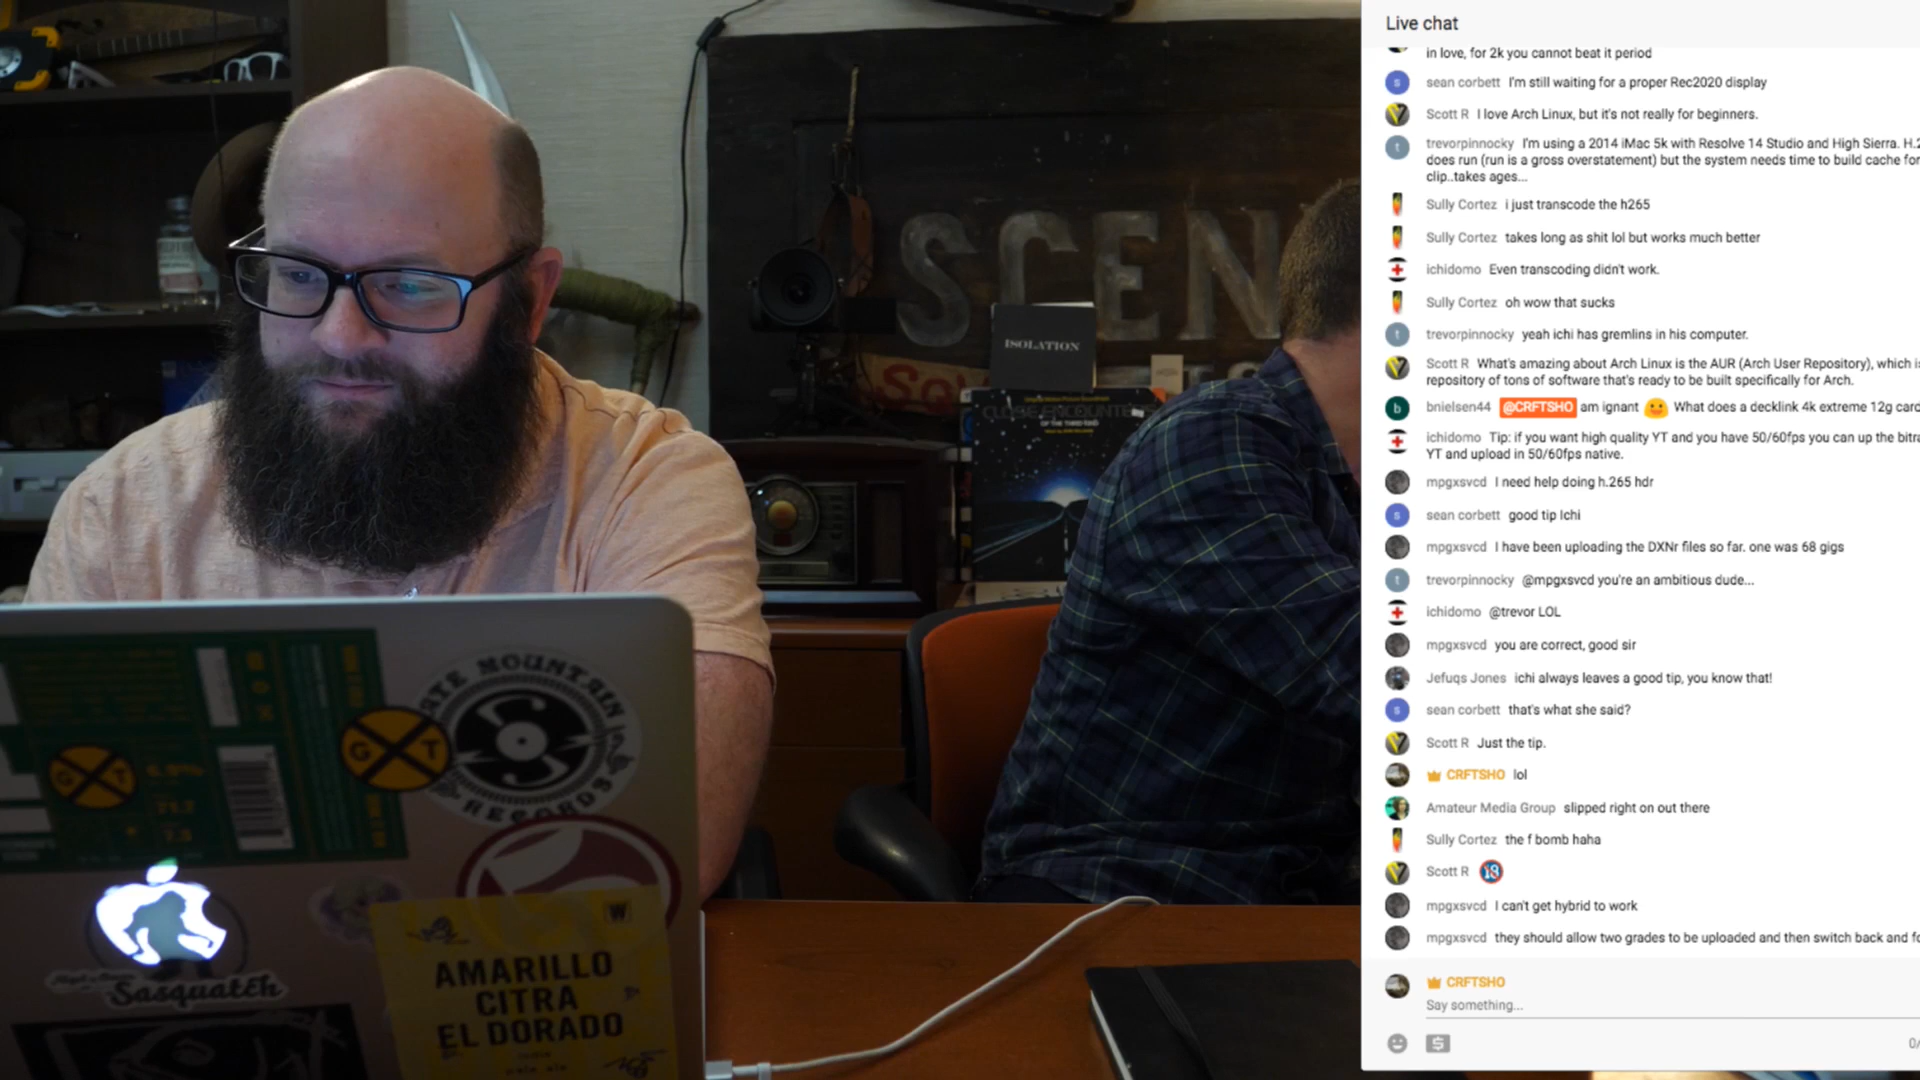 Live chat
in love, for 2k you cannot beat it period
sean corbett I'm still waiting for a proper Rec2020 display
Scott R I love Arch Linux, but it's not really for beginners.
trevorpinnocky I'm using a 2014 iMac 5k with Resolve 14 Studio and High Sierra.
does run (run is a gross overstatement) but the system needs time to build cache for
clip..takes ages...
Sully Cortez i just transcode the h265
Sully Cortez takes long as shit lol but works much better
ichidomo Even transcoding didn't work.
Sully Cortez oh wow that sucks
trevorpinnocky yeah ichi has gremlins in his computer.
Scott R What's amazing about Arch Linux is the AUR (Arch User Repository), which
repository of tons of software that's ready to be built specifically for Arch.
bnielsen44 @CRFTSHO am ignant What does a decklink 4k extreme 12g
ichidomo Tip: if you want high quality YT and you have 50/60fps you can up the
YT and upload in 50/60fps native.
mpgxsvcd I need help doing h.265 hdr
sean corbett good tip Ichi
mpgxsvcd I have been uploading the DXNr files so far. one was 68 gigs
trevorpinnocky @mpgxsvcd you're an ambitious dude...
ichidomo @trevor LOL
mpgxsvcd you are correct, good sir
Jefuqs Jones ichi always leaves a good tip, you know that!
sean corbett that's what she said?
Scott R Just the tip.
CRFTSHO lol
Amateur Media Group slipped right on out there
Sully Cortez the f bomb haha
Scott R 18
mpgxsvcd I can't get hybrid to work
mpgxsvcd they should allow two grades to be uploaded and then switch back and
CRFTSHO
Say something...
SCEN
ISOLATION
CLOSE ENCOUNTE
OF THE THIRD KIND
MOUNTAIN
RECORDS
G T
G T
Sasquatch
W
AMARILLO
CITRA
EL DORADO